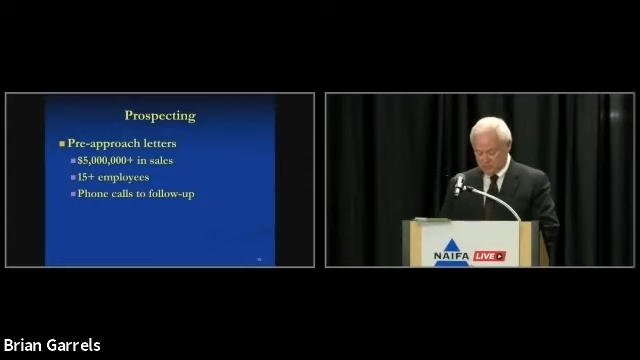 Prospecting
Pre-approach letters
$5,000,000+ in sales
15+ employees
Phone calls to follow-up
NAIFA LIVE
Brian Garrels